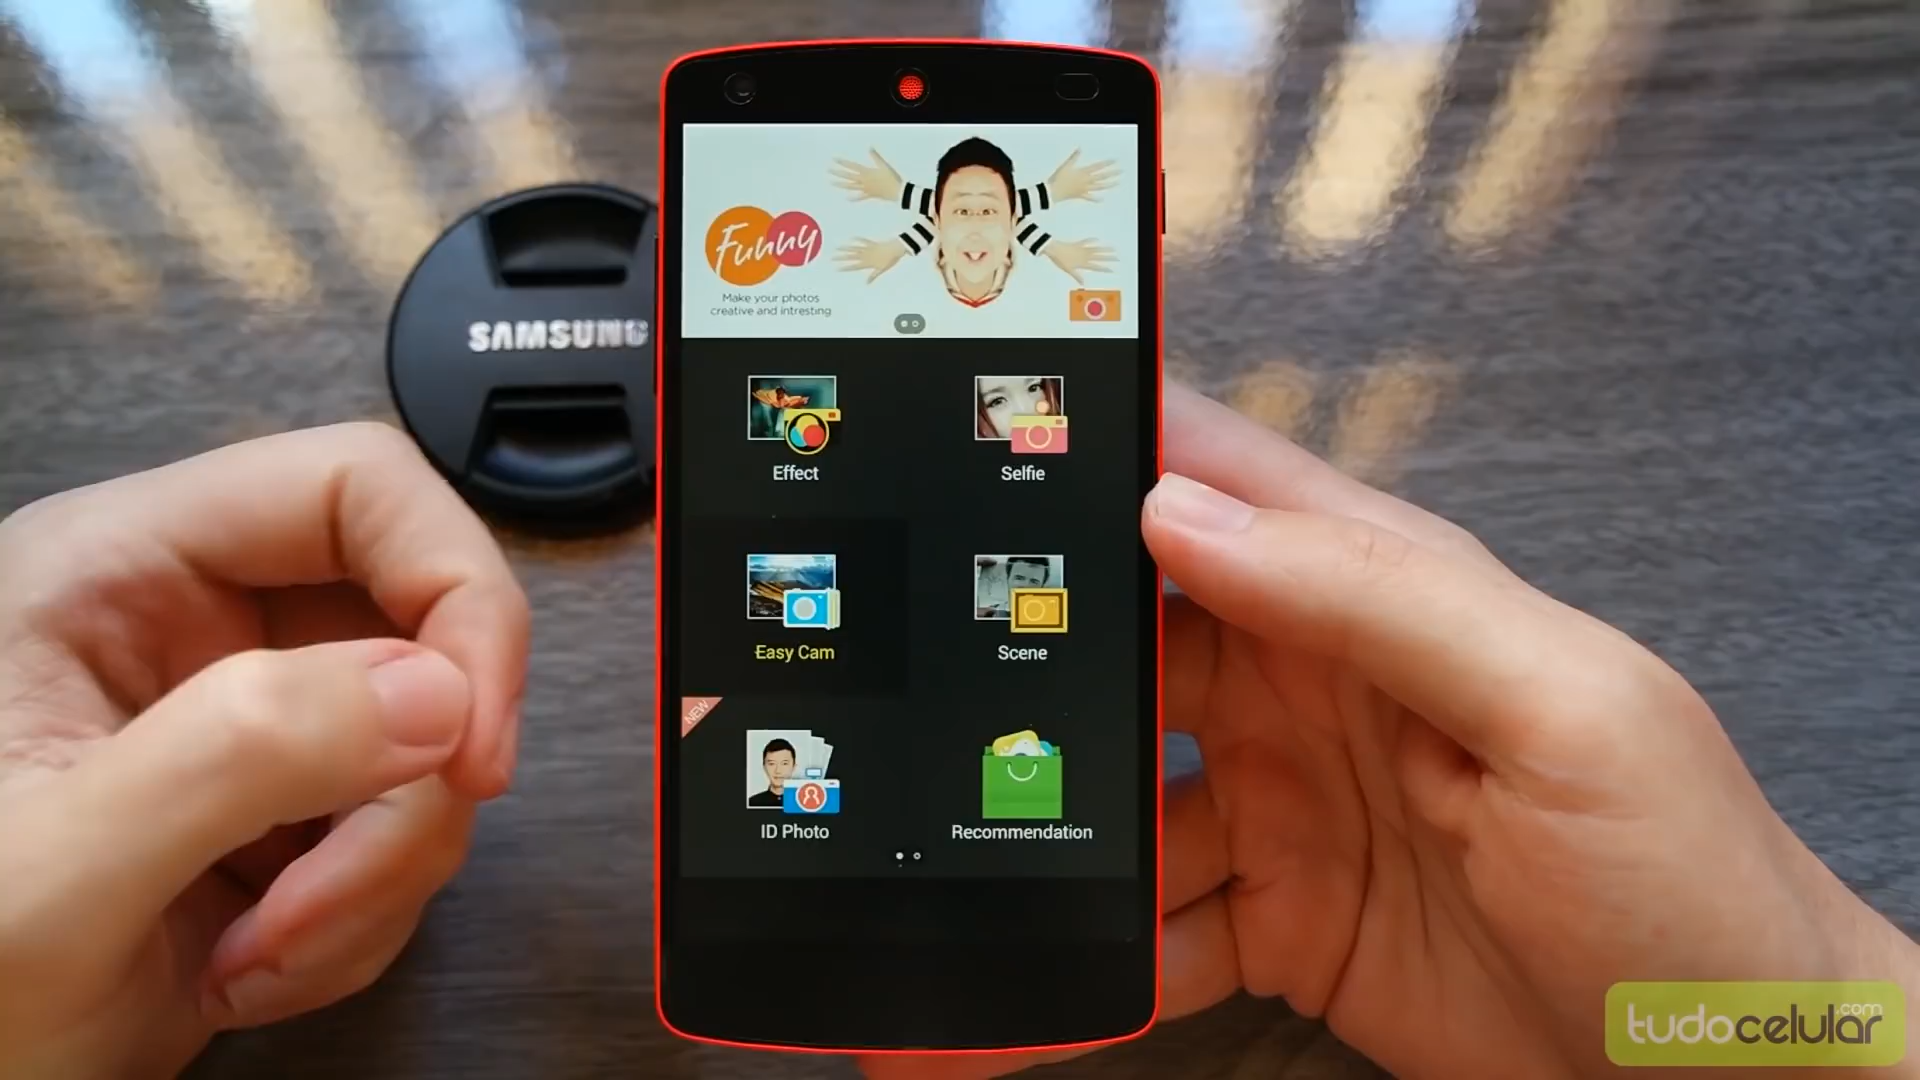 SAMSUNG
Funny
Make your photos
creative and intresting
Effect
Selfie
Easy Cam
Scene
NEW
ID Photo
Recommendation
tudocelular.com